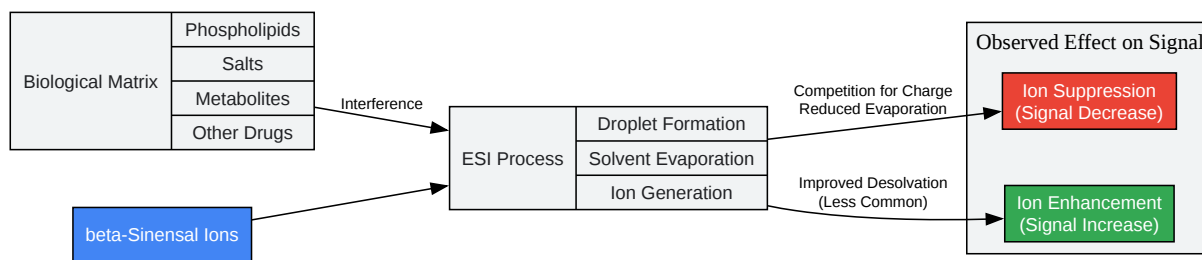 Biological Matrix
Phospholipids
Salts
Metabolites
Other Drugs
beta-Sinensal Ions
Interference
ESI Process
Droplet Formation
Solvent Evaporation
Ion Generation
Competition for Charge
Reduced Evaporation
Improved Desolvation
(Less Common)
Observed Effect on Signal
Ion Suppression
(Signal Decrease)
Ion Enhancement
(Signal Increase)